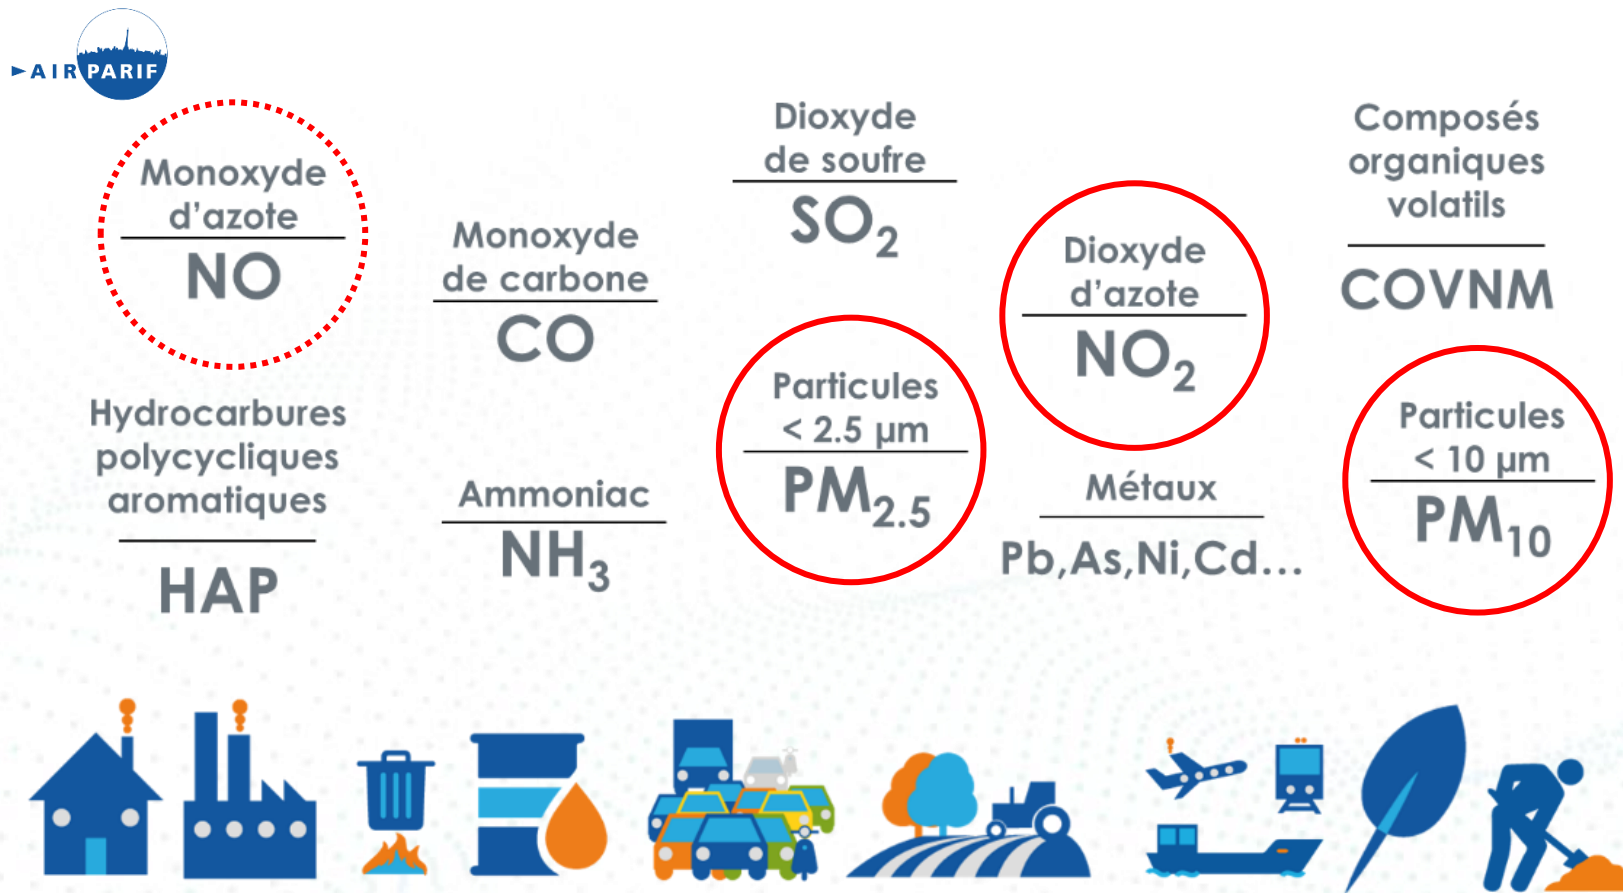 AIRPARIF
Monoxyde
d'azote
NO
Monoxyde
de carbone
CO
Dioxyde
de soufre
SO₂
Dioxyde
d'azote
NO₂
Composés
organiques
volatils
COVNM
Hydrocarbures
polycycliques
aromatiques
HAP
Ammoniac
NH₃
Particules
< 2.5 µm
PM₂.₅
Métaux
Pb,As,Ni,Cd...
Particules
< 10 µm
PM₁₀